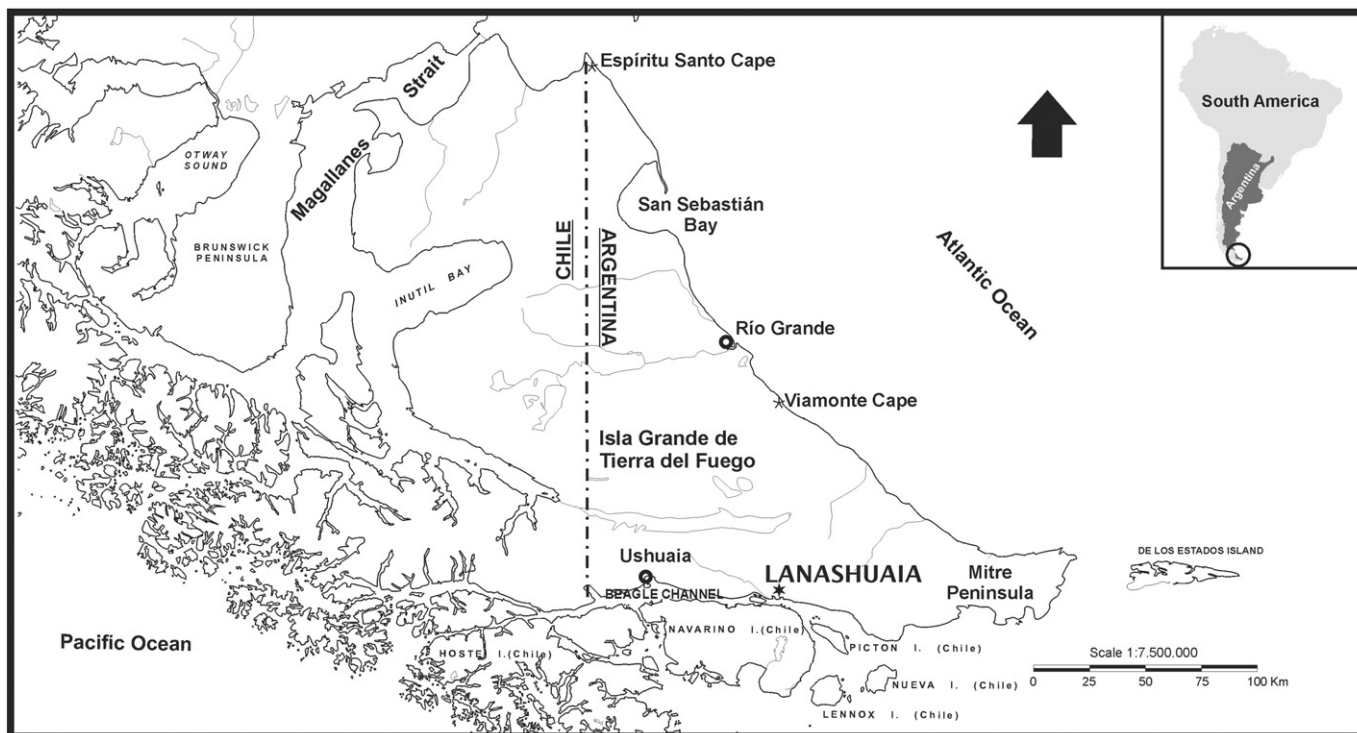 Espíritu Santo Cape
Strait
South America
OTWAY
SOUND
Magallanes
Argentina
San Sebastián
Bay
BRUNSWICK
PENINSULA
CHILE
ARGENTINA
Atlantic Ocean
INUTIL BAY
Río Grande
Viamonte Cape
Isla Grande de
Tierra del Fuego
Ushuaia
LANASHUAIA
DE LOS ESTADOS ISLAND
Mitre
Peninsula
BEAGLE CHANNEL
NAVARINO I.(Chile)
Pacific Ocean
HOSTE I.(Chile)
PICTON I. (Chile)
Scale 1:7.500.000
NUEVA I. (Chile)
0 25 50 75 100 Km
LENNOX I. (Chile)